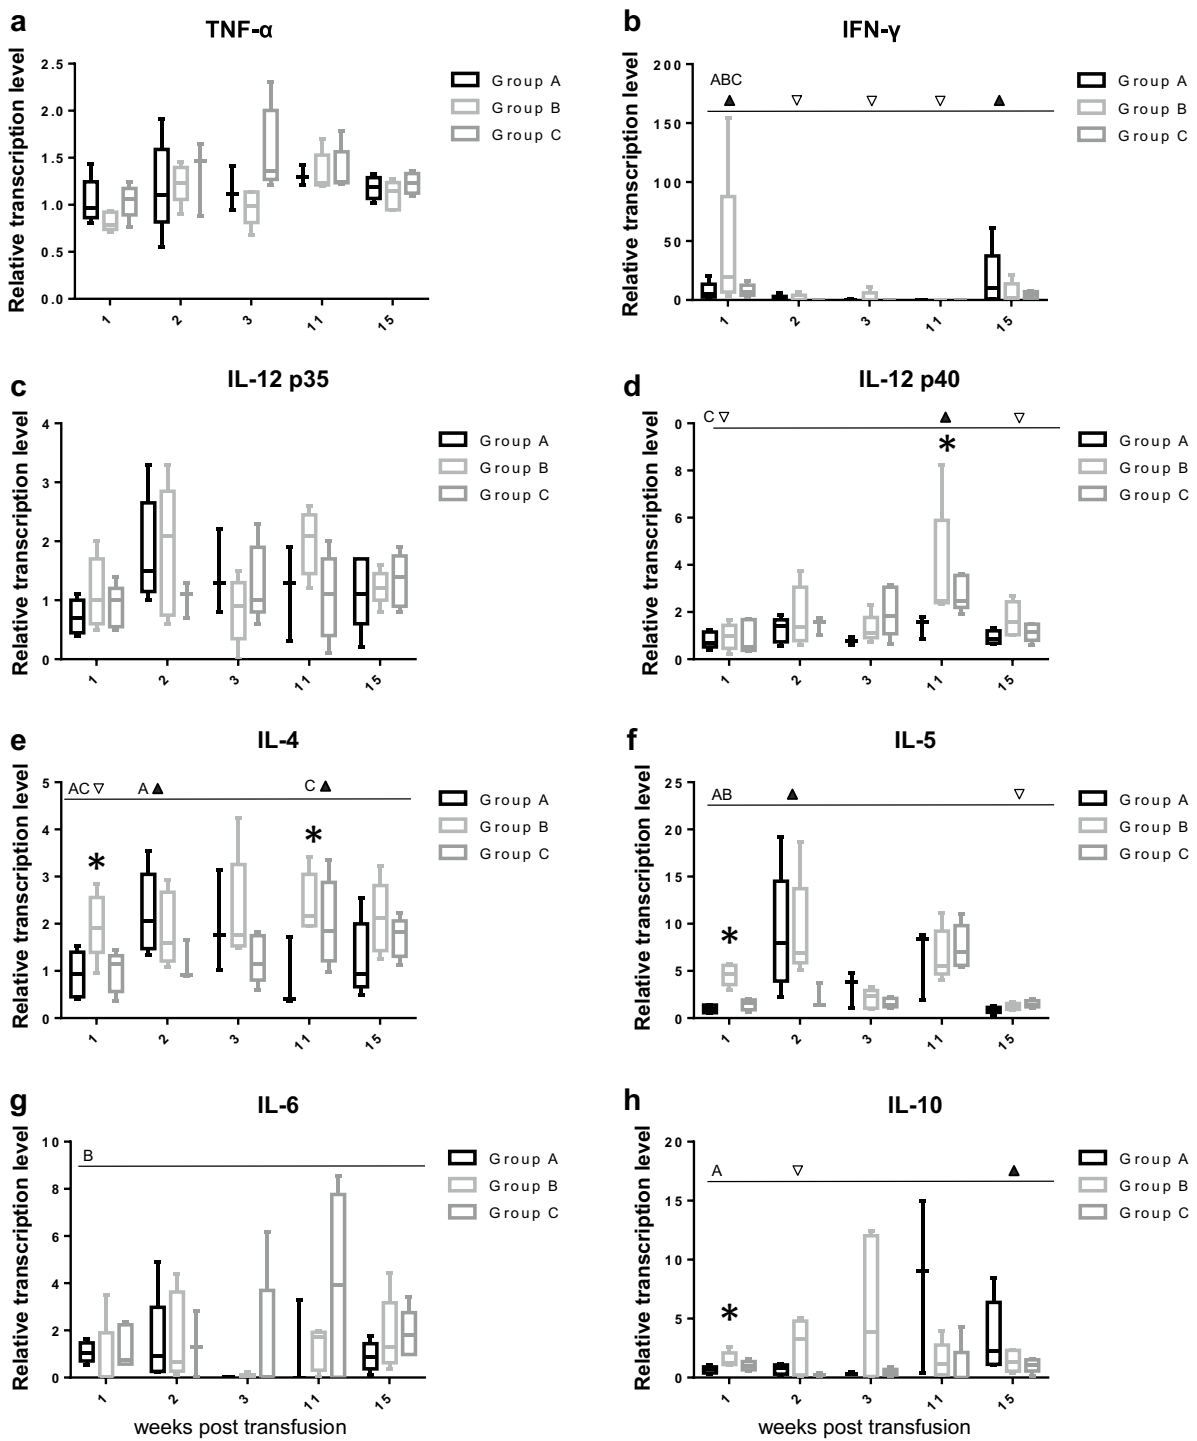 a
TNF-α
Relative transcription level
2.5
2.0
1.5
1.0
0.5
0.0
1
2
3
11
15
Group A
Group B
Group C
b
IFN-γ
Relative transcription level
200
150
100
50
0
ABC
1
2
3
11
15
Group A
Group B
Group C
c
IL-12 p35
Relative transcription level
4
3
2
1
0
1
2
3
11
15
Group A
Group B
Group C
d
IL-12 p40
Relative transcription level
0
8
6
4
2
0
C
*
1
2
3
11
15
Group A
Group B
Group C
e
IL-4
Relative transcription level
5
4
3
2
1
0
AC
A
C
*
*
1
2
3
11
15
Group A
Group B
Group C
f
IL-5
Relative transcription level
25
20
15
10
5
0
AB
*
1
2
3
11
15
Group A
Group B
Group C
g
IL-6
Relative transcription level
10
8
6
4
2
0
B
1
2
3
11
15
weeks post transfusion
Group A
Group B
Group C
h
IL-10
Relative transcription level
20
15
10
5
0
A
*
1
2
3
11
15
weeks post transfusion
Group A
Group B
Group C